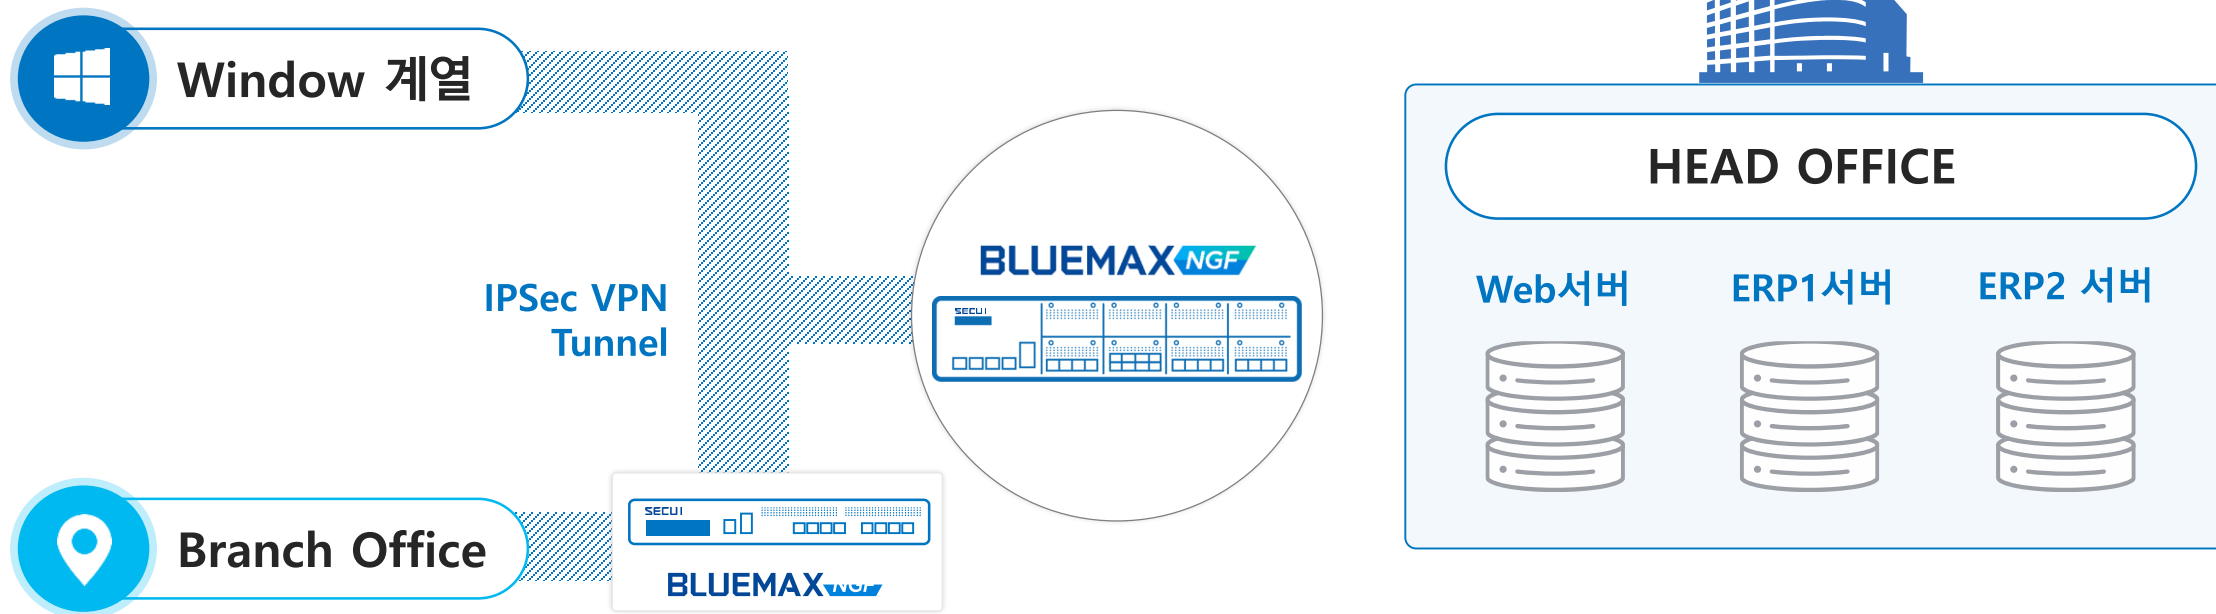 Window 계열
IPSec VPN
Tunnel
Branch Office
SECUI
BLUEMAX NGF
BLUEMAX NGF
SECUI
HEAD OFFICE
Web서버
ERP1서버
ERP2 서버